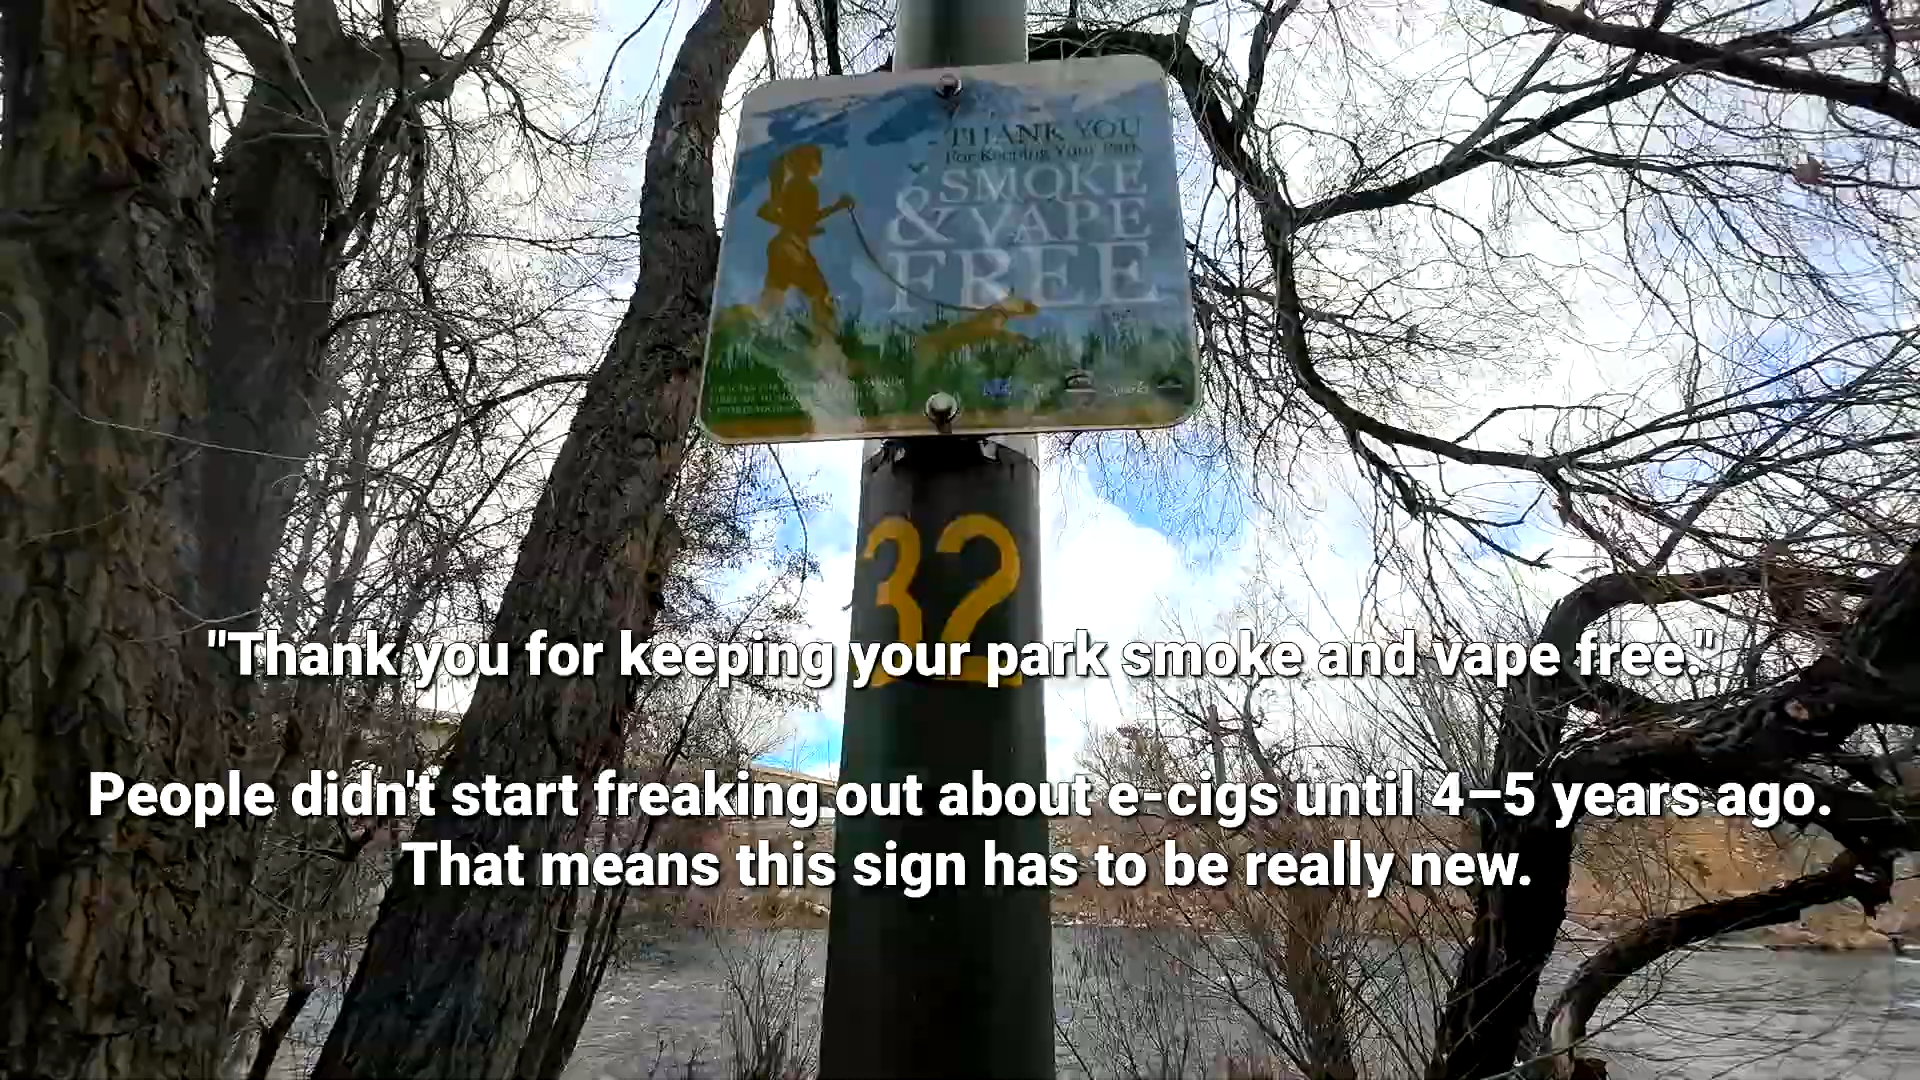 THANK YOU
For Keeping Your Park
SMOKE
& VAPE
FREE
32
"Thank you for keeping your park smoke and vape free."
People didn't start freaking out about e-cigs until 4–5 years ago.
That means this sign has to be really new.